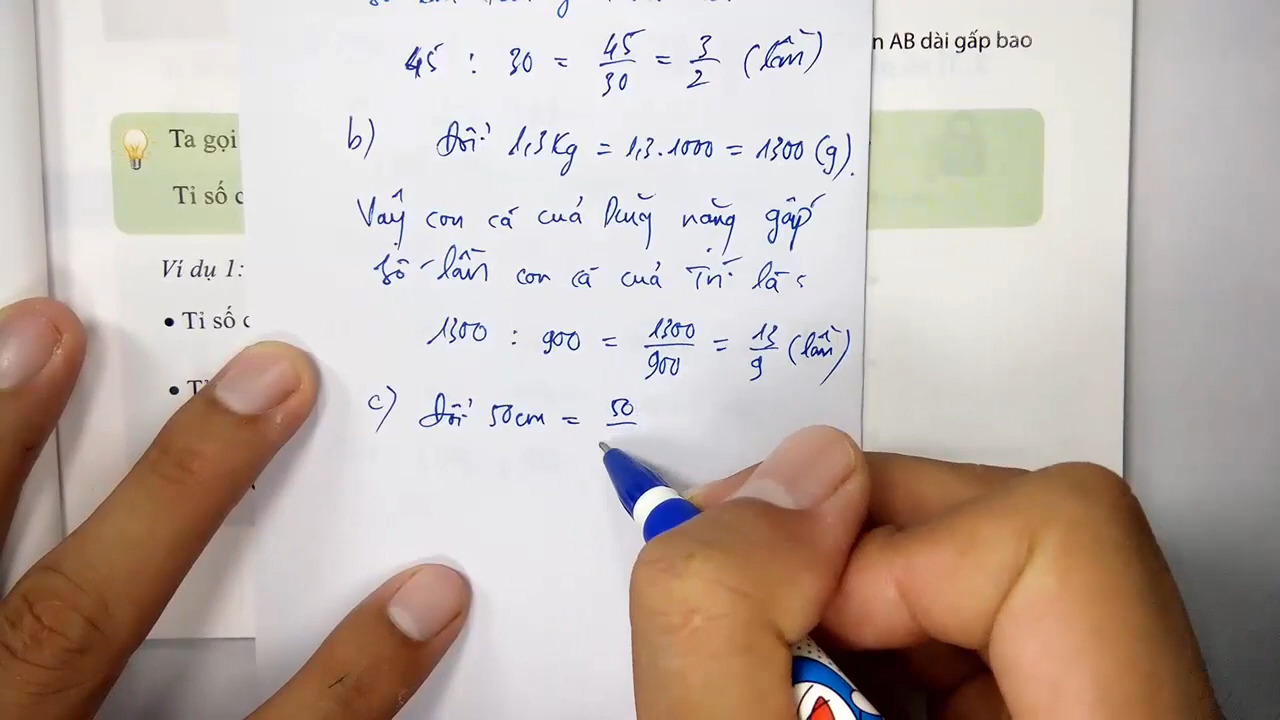 45 : 30 = 45/30 = 3/2 (lần)
n AB dài gấp bao
b) Đổi 1,3Kg = 1,3.1000 = 1300 (g).
Ta gọi
Tỉ số c
Vậy con cá của Dũng nặng gấp
Ví dụ 1:
số lần con cá của Trí là :
• Tỉ số c
1300 : 900 = 1300/900 = 13/9 (lần)
c) Đổi 50cm = 50